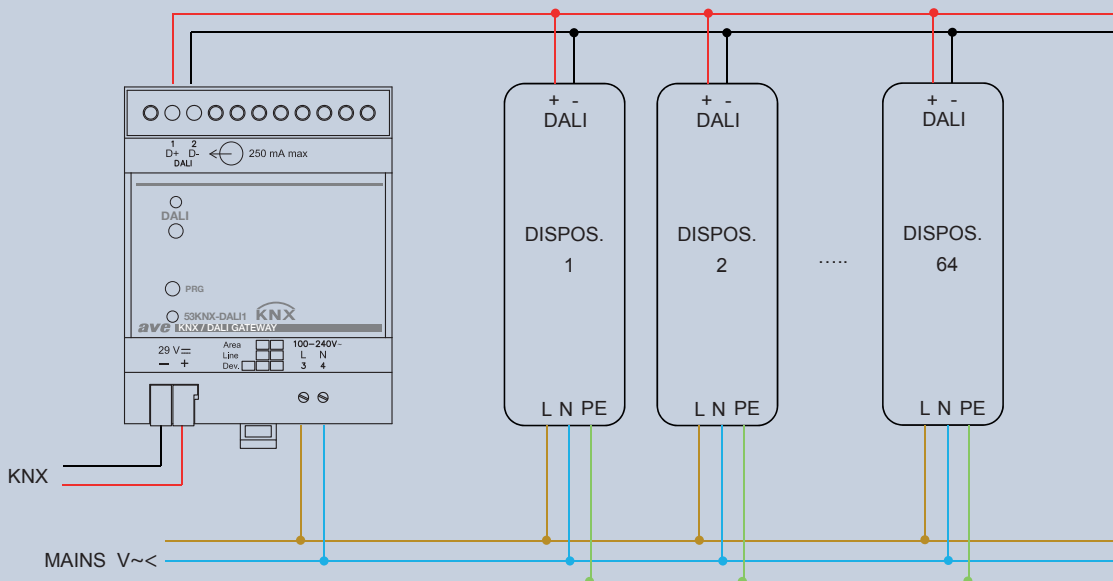 + -
DALI
+ -
DALI
+ -
DALI
1 2
D+ D-
DALI
250 mA max
DALI
DISPOS.
1
DISPOS.
2
.....
DISPOS.
64
PRG
53KNX-DALI1 KNX
ave KNX / DALI GATEWAY
29 V
− +
Area
Line
Dev.
100-240V~
L N
3 4
L N PE
L N PE
L N PE
KNX
MAINS V~<